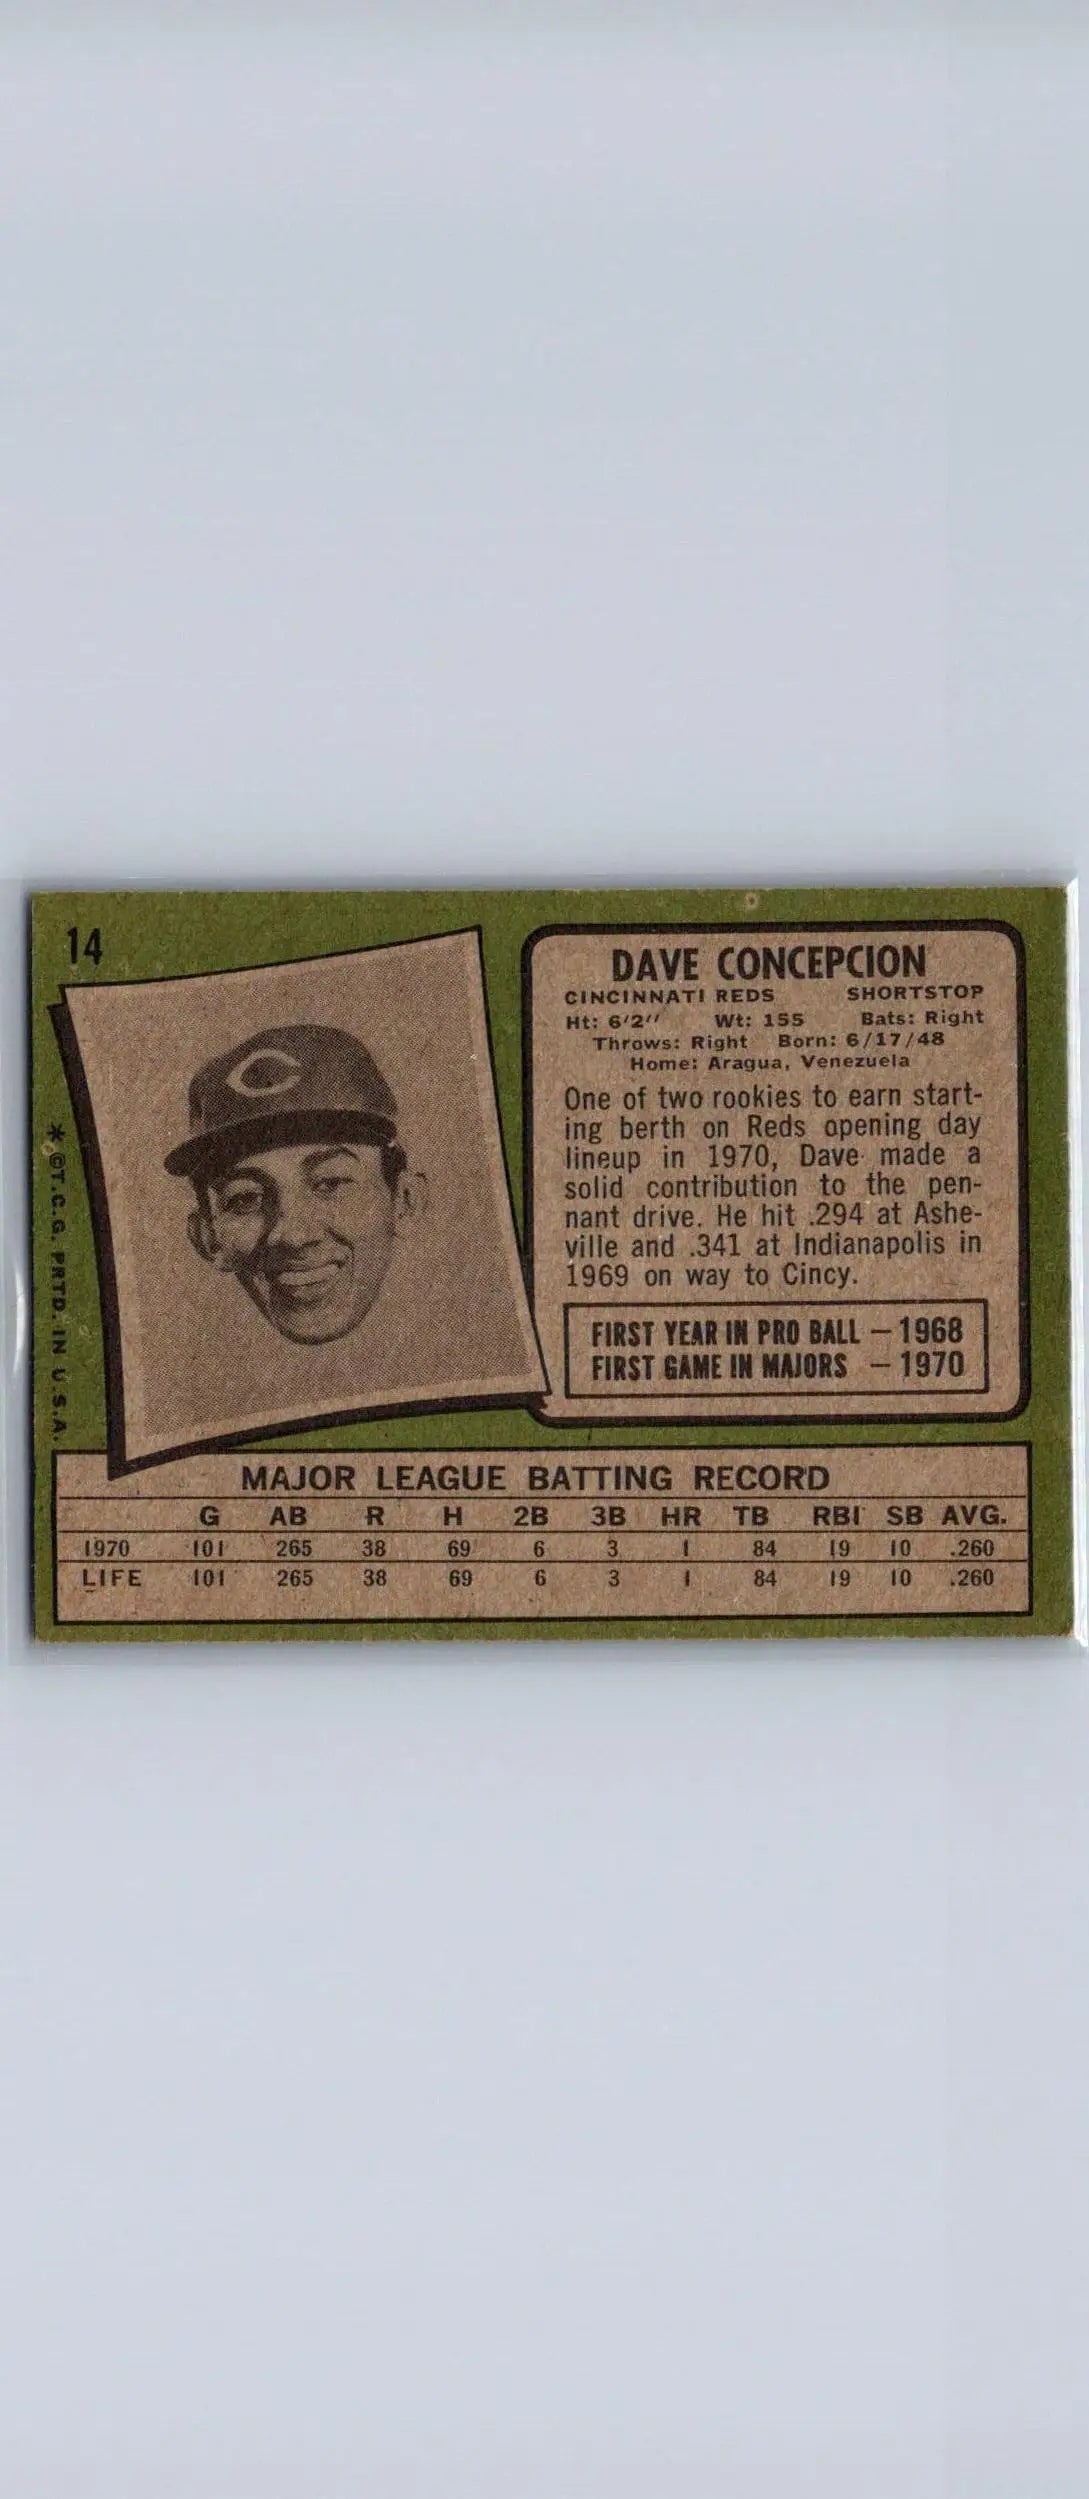 14
DAVE CONCEPCION
CINCINNATI REDS SHORTSTOP
Ht: 6'2'' Wt: 155 Bats: Right
Throws: Right Born: 6/17/48
Home: Aragua, Venezuela
One of two rookies to earn start-
ing berth on Reds opening day
lineup in 1970, Dave made a
solid contribution to the pen-
nant drive. He hit .294 at Ashe-
ville and .341 at Indianapolis in
1969 on way to Cincy.
FIRST YEAR IN PRO BALL — 1968
FIRST GAME IN MAJORS — 1970
* ©T.C.G. PRTD. IN U.S.A.
MAJOR LEAGUE BATTING RECORD
G AB R H 2B 3B HR TB RBI SB AVG.
1970 101 265 38 69 6 3 1 84 19 10 .260
LIFE 101 265 38 69 6 3 1 84 19 10 .260